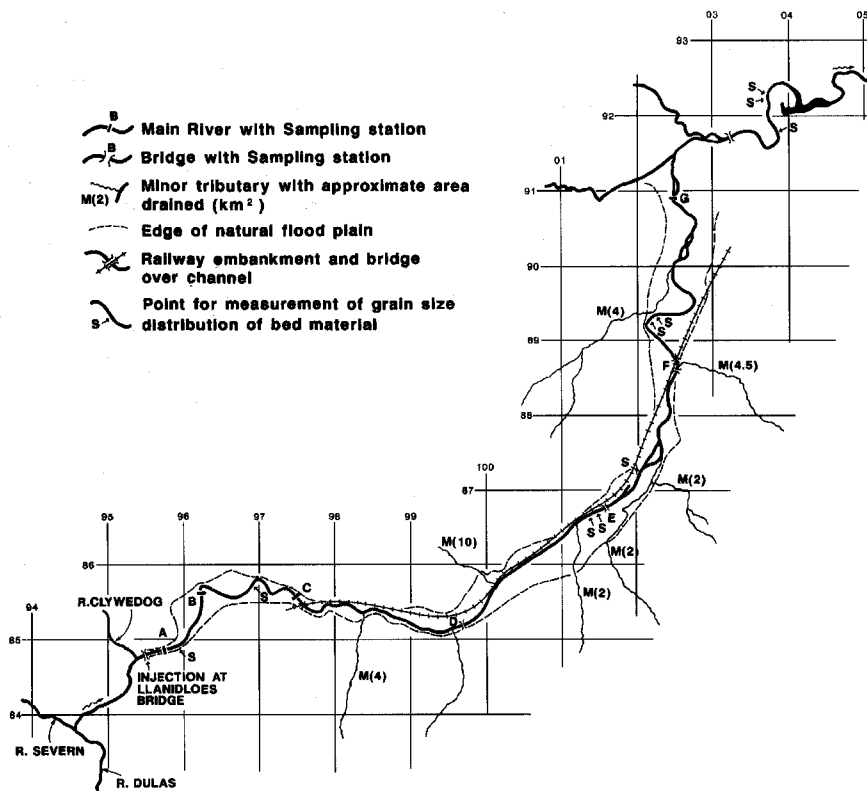 03
04
05
93
S
S
92
S
B
Main River with Sampling station
B
Bridge with Sampling station
Minor tributary with approximate area
M(2)
drained (km²)
Edge of natural flood plain
Railway embankment and bridge
over channel
Point for measurement of grain size
S
distribution of bed material
01
91
G
90
M(4)
S
S
89
F
M(4.5)
88
100
S
87
M(2)
95
96
97
98
99
E
S
S
M(10)
M(2)
86
M(2)
94
R.CLYWEDOG
B
S
C
A
D
85
S
INJECTION AT
LLANIDLOES
BRIDGE
M(4)
84
R. SEVERN
R. DULAS